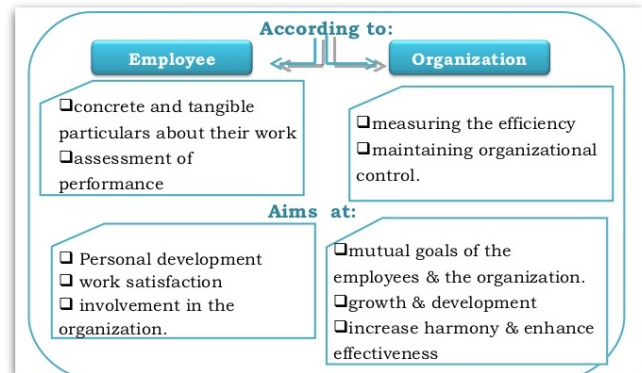 According to:
Employee
Organization
❑concrete and tangible
particulars about their work
❑assessment of
performance
❑measuring the efficiency
❑maintaining organizational
control.
Aims at:
❑ Personal development
❑ work satisfaction
❑ involvement in the
organization.
❑mutual goals of the
employees & the organization.
❑growth & development
❑increase harmony & enhance
effectiveness